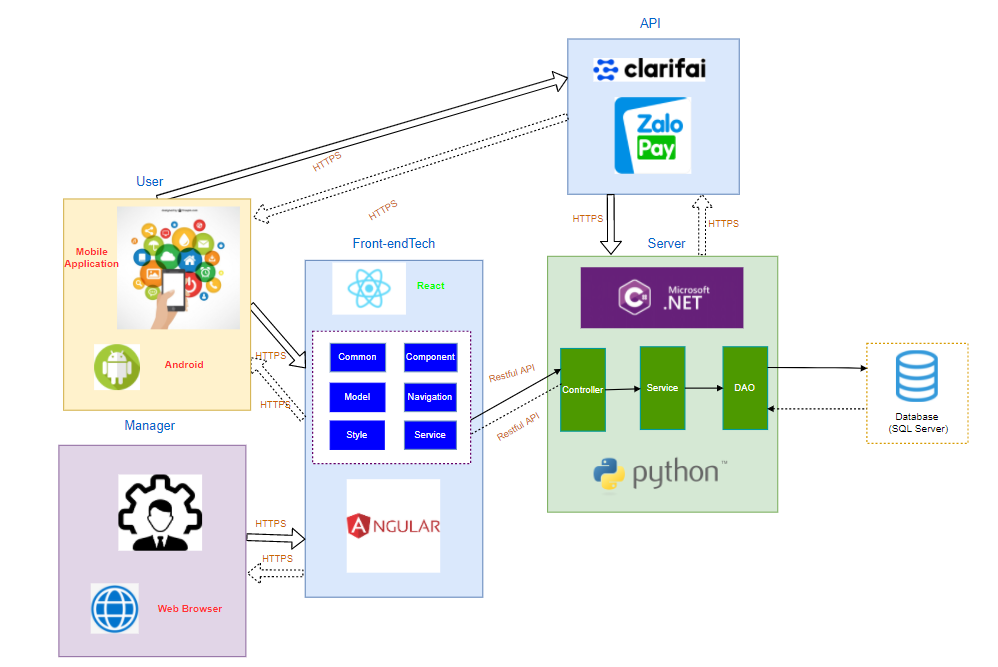 API
clarifai
Zalo
Pay
HTTPS
HTTPS
User
Mobile
Application
Android
Front-endTech
React
Common
Component
Model
Navigation
Style
Service
ANGULAR
HTTPS
HTTPS
HTTPS
HTTPS
Server
Microsoft
.NET
C#
Controller
Service
DAO
python™
Restful API
Restful API
HTTPS
HTTPS
Database
(SQL Server)
Manager
Web Browser